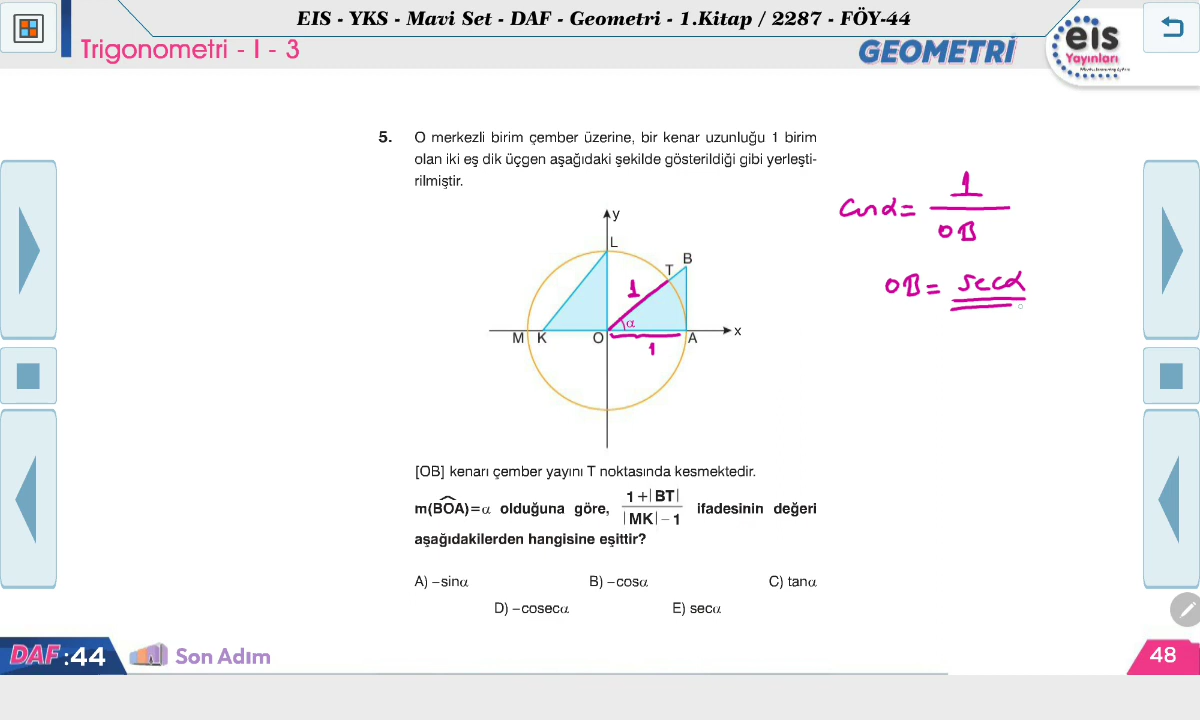 EIS - YKS - Mavi Set - DAF - Geometri - 1.Kitap / 2287 - FÖY-44
Trigonometri - I - 3
GEOMETRİ
eis
Yayınları
5. O merkezli birim çember üzerine, bir kenar uzunluğu 1 birim
olan iki eş dik üçgen aşağıdaki şekilde gösterildiği gibi yerleşti-
rilmiştir.
y
L
B
T
1
α
M K O A x
1
cosα = 1 / OB
OB = secα
[OB] kenarı çember yayını T noktasında kesmektedir.
m(BOA)=α olduğuna göre, 1+|BT| / |MK|–1 ifadesinin değeri
aşağıdakilerden hangisine eşittir?
A) –sinα B) –cosα C) tanα
D) –cosecα E) secα
DAF:44 Son Adım 48